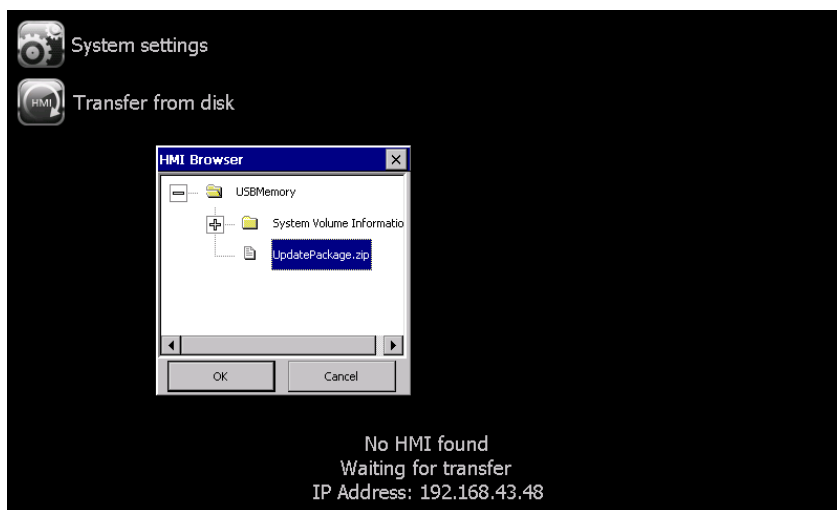 System settings
HMI
Transfer from disk
HMI Browser
USBMemory
System Volume Informatio
UpdatePackage.zip
OK
Cancel
No HMI found
Waiting for transfer
IP Address: 192.168.43.48